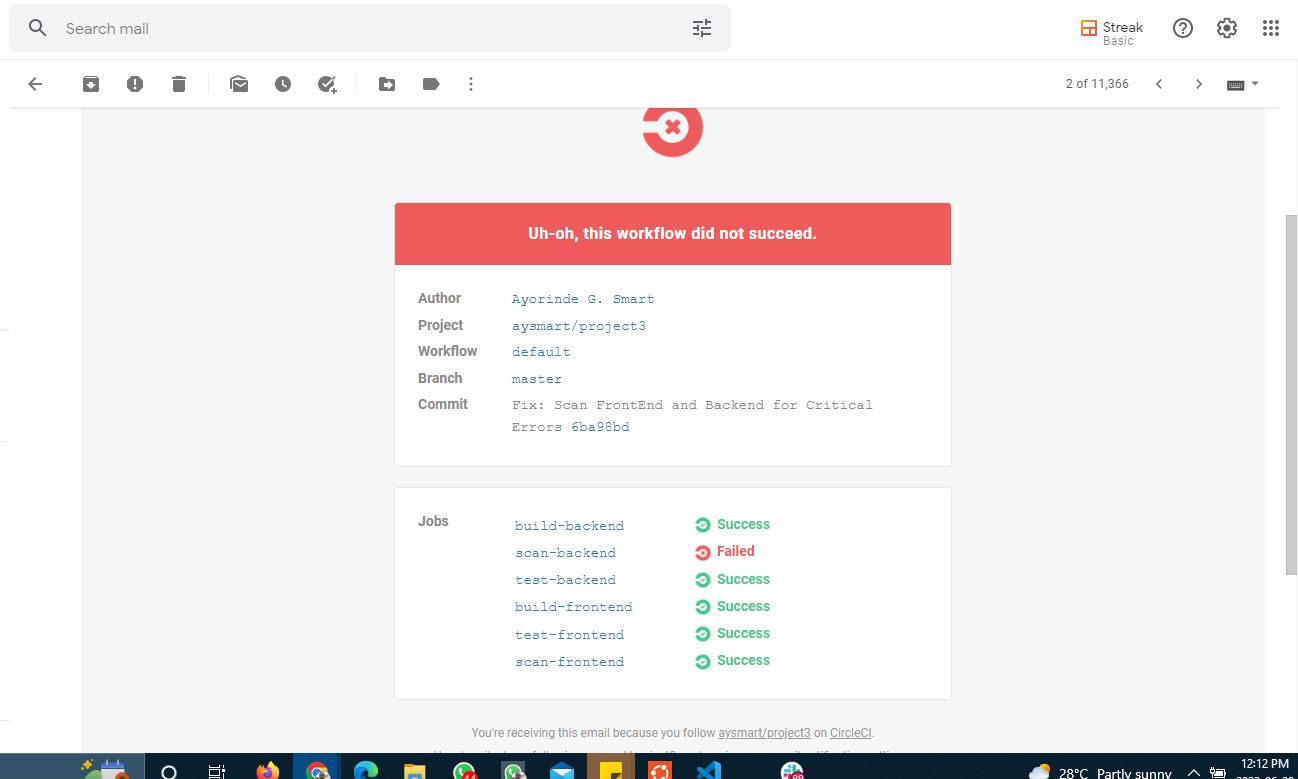 Search mail
Streak
Basic
2 of 11,366
Uh-oh, this workflow did not succeed.
Author Ayorinde G. Smart
Project aysmart/project3
Workflow default
Branch master
Commit Fix: Scan FrontEnd and Backend for Critical
Errors 6ba98bd
Jobs
build-backend Success
scan-backend Failed
test-backend Success
build-frontend Success
test-frontend Success
scan-frontend Success
You're receiving this email because you follow aysmart/project3 on CircleCI.
28°C Partly sunny
12:12 PM